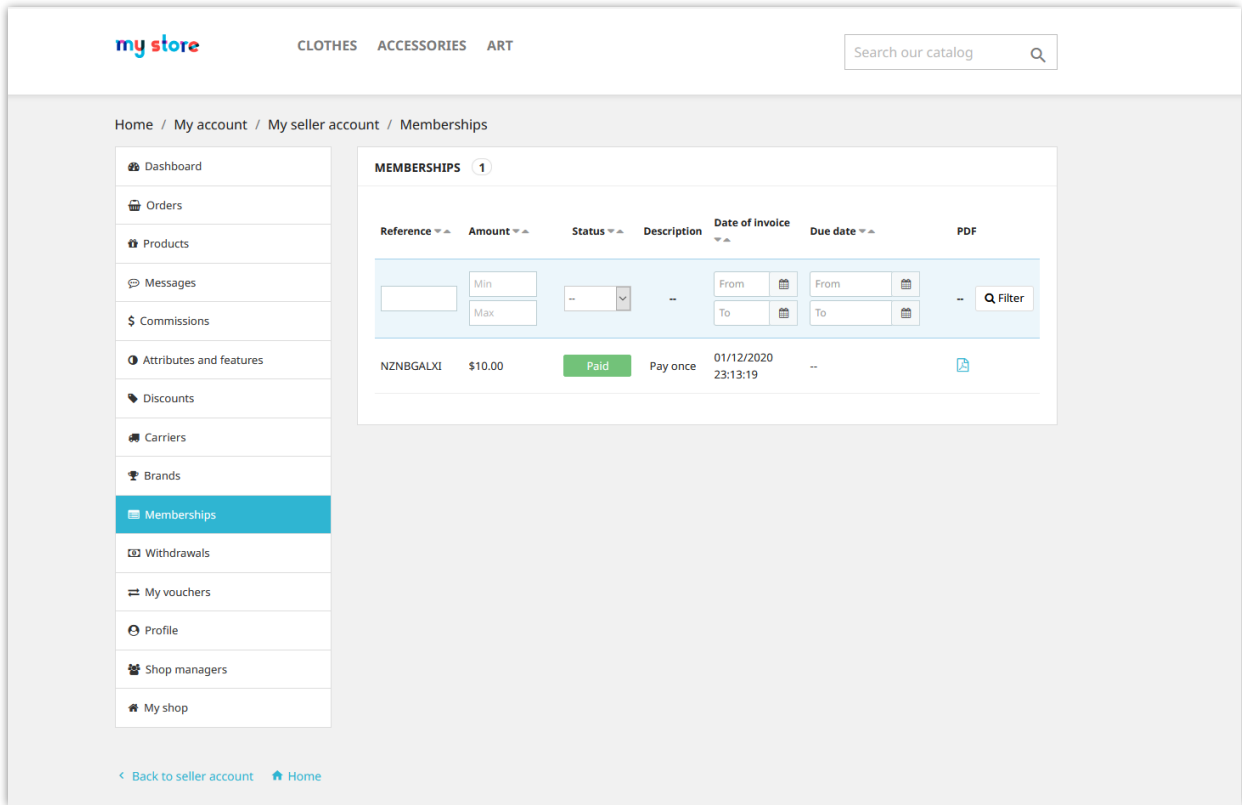 my store
CLOTHES ACCESSORIES ART
Search our catalog
Home / My account / My seller account / Memberships
Dashboard
Orders
Products
Messages
$ Commissions
Attributes and features
Discounts
Carriers
Brands
Memberships
Withdrawals
My vouchers
Profile
Shop managers
My shop
Back to seller account Home
MEMBERSHIPS 1
Reference Amount Status Description Date of invoice Due date PDF
Min -- -- From From -- Filter
Max To To
NZNBGALXI $10.00 Paid Pay once 01/12/2020 --
23:13:19